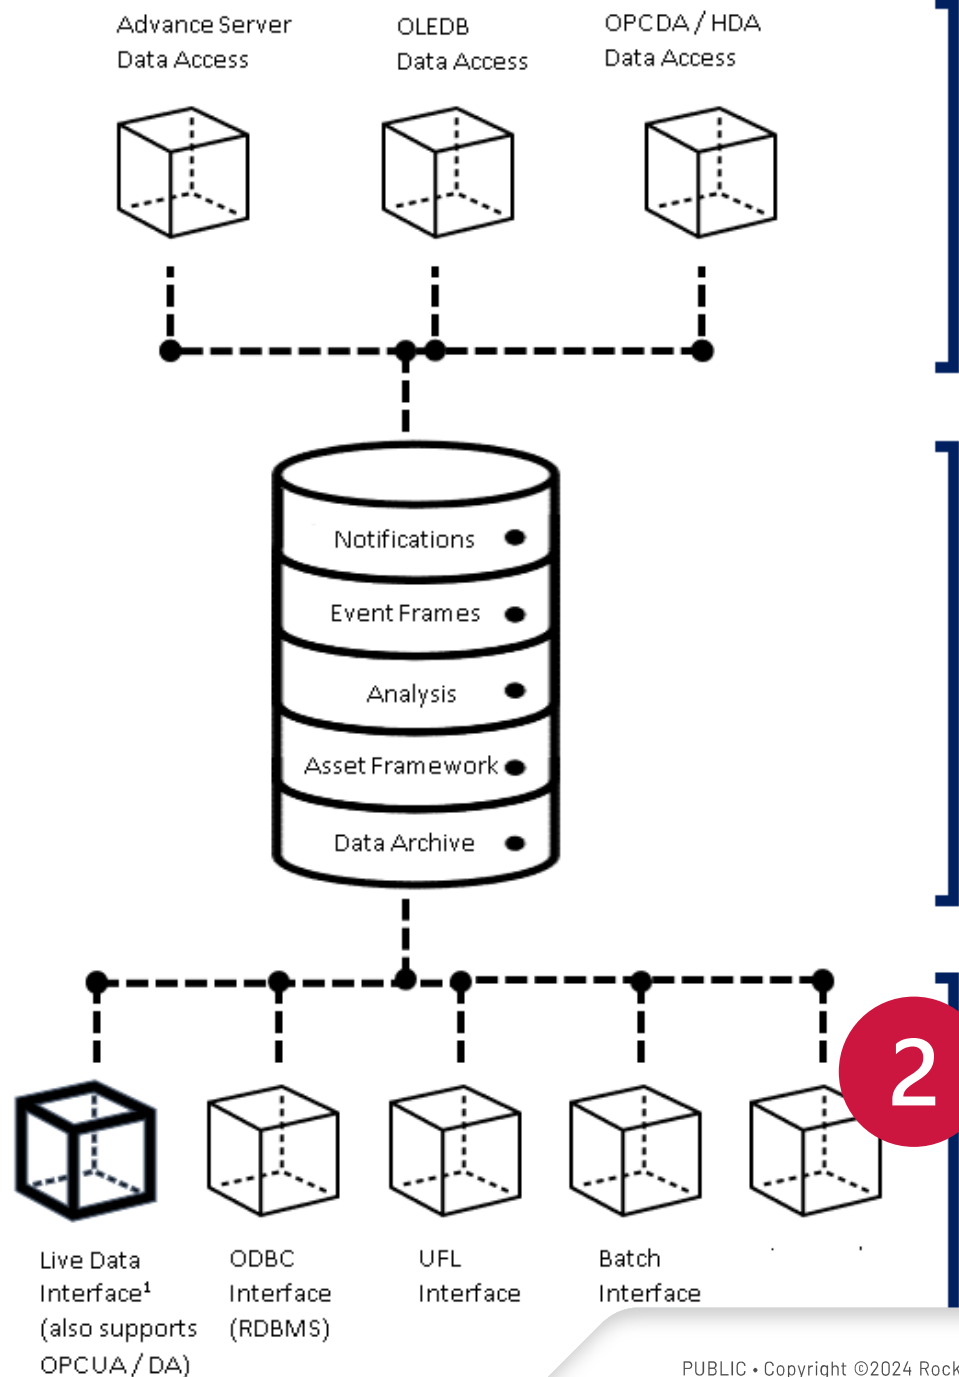 Advance Server
Data Access
OLEDB
Data Access
OPCDA / HDA
Data Access
Notifications
Event Frames
Analysis
Asset Framework
Data Archive
2
Live Data
Interface¹
(also supports
OPCUA / DA)
ODBC
Interface
(RDBMS)
UFL
Interface
Batch
Interface
PUBLIC • Copyright ©2024 Rock